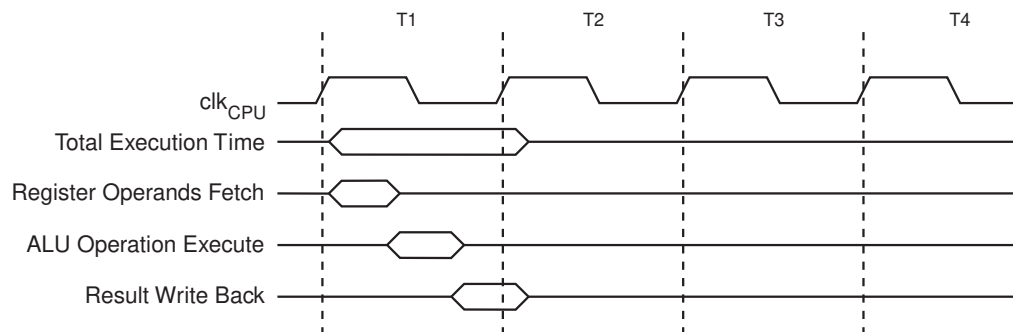 T1 T2 T3 T4
clkCPU
Total Execution Time
Register Operands Fetch
ALU Operation Execute
Result Write Back